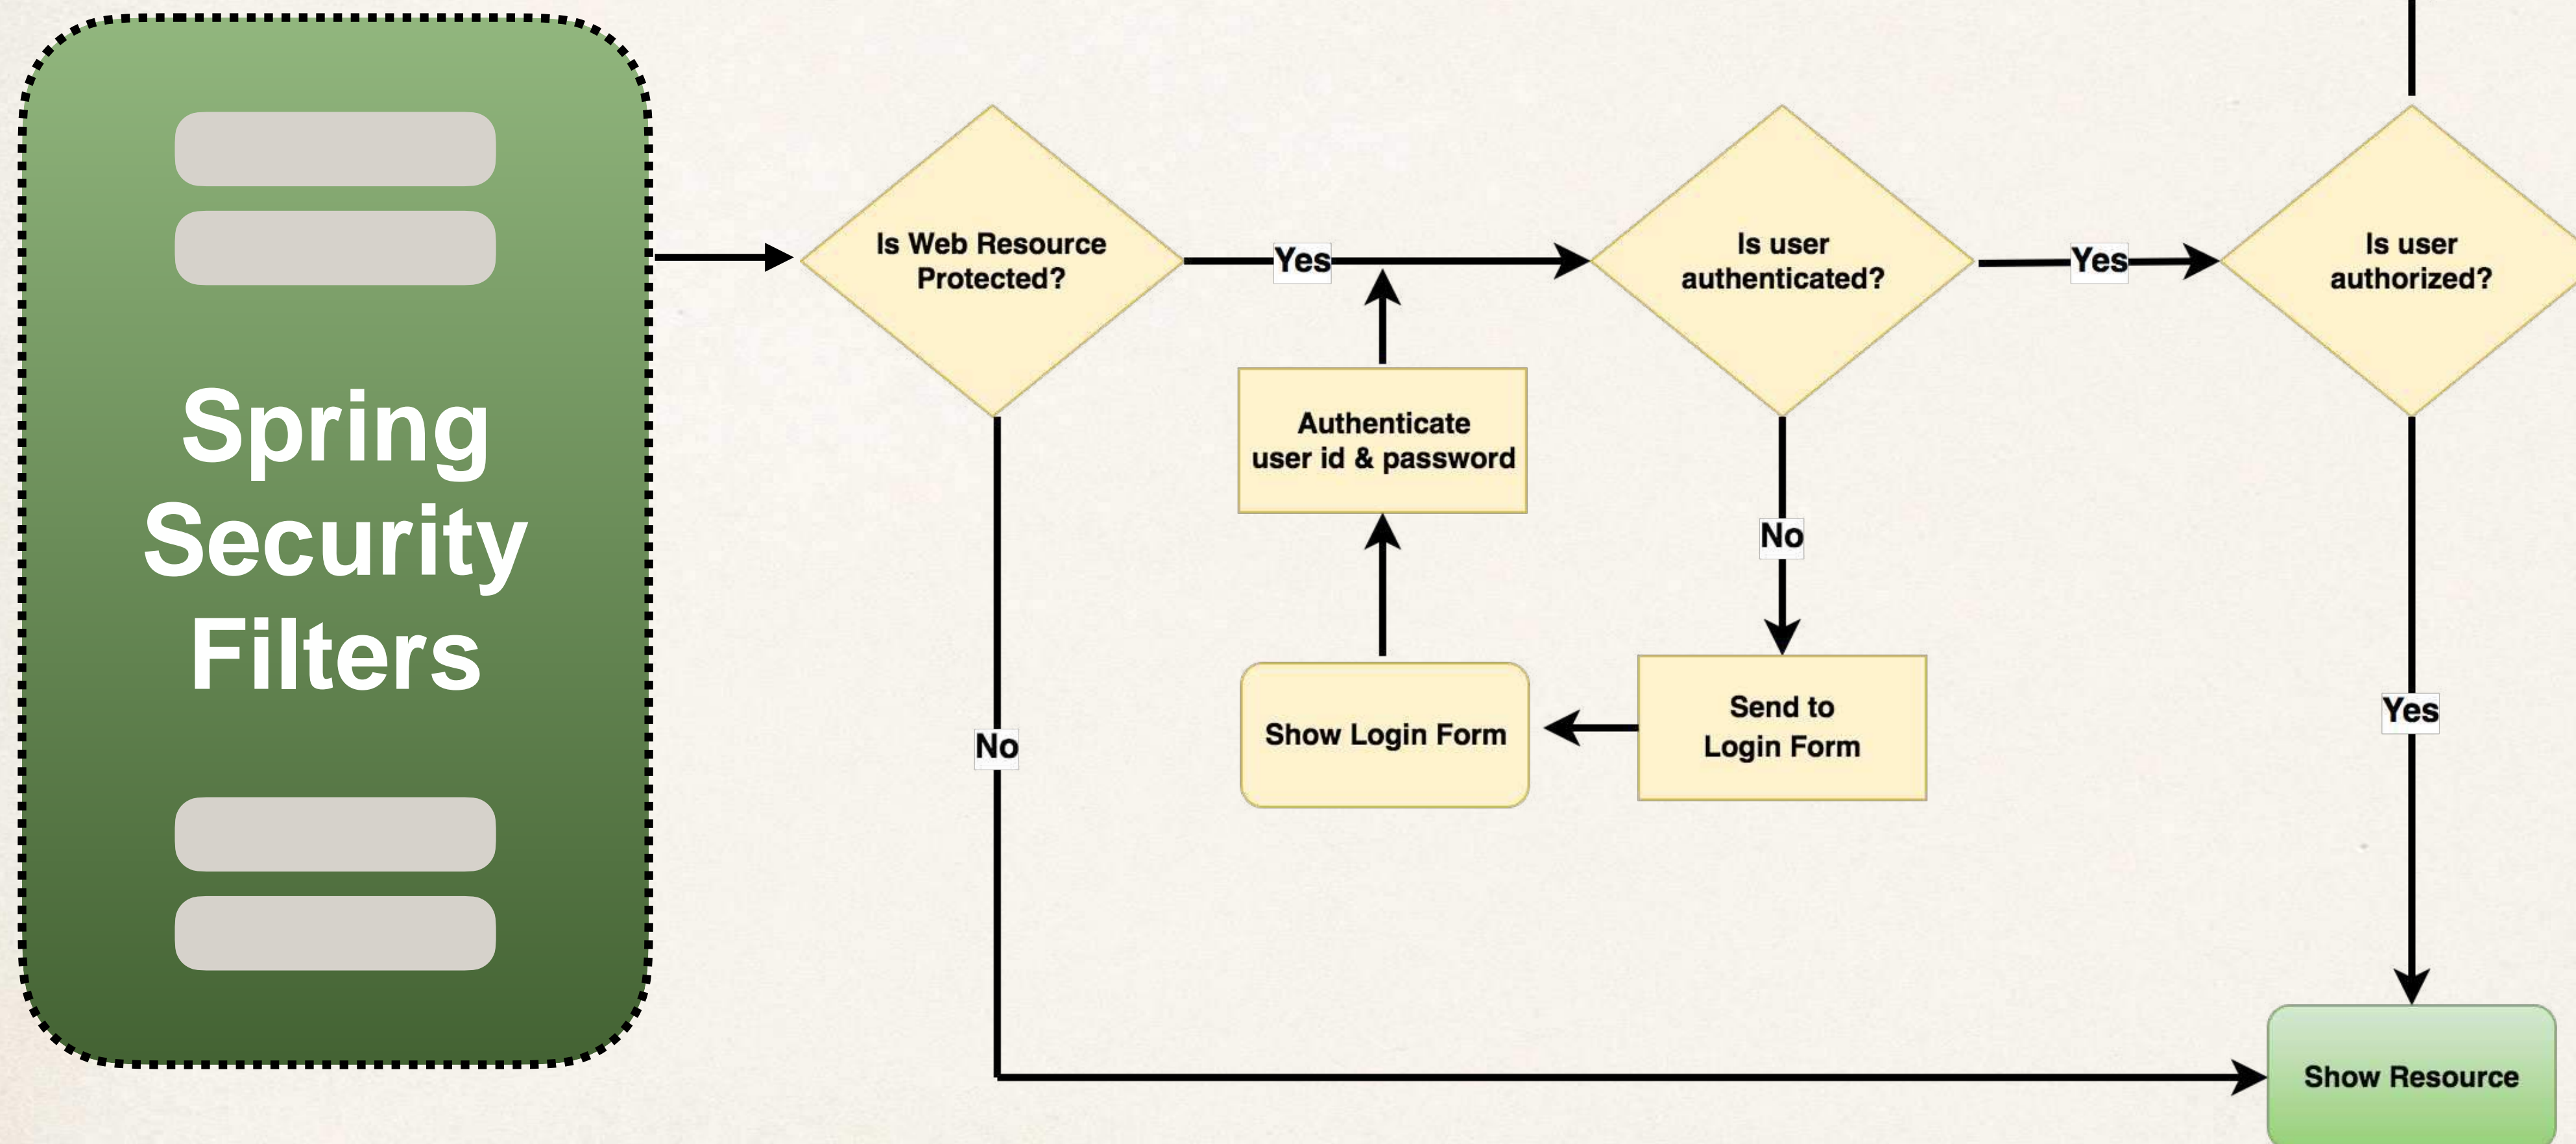 Spring
Security
Filters
Is Web Resource
Protected?
Yes
Is user
authenticated?
Yes
Is user
authorized?
Authenticate
user id & password
No
Show Login Form
Send to
Login Form
No
Yes
Show Resource